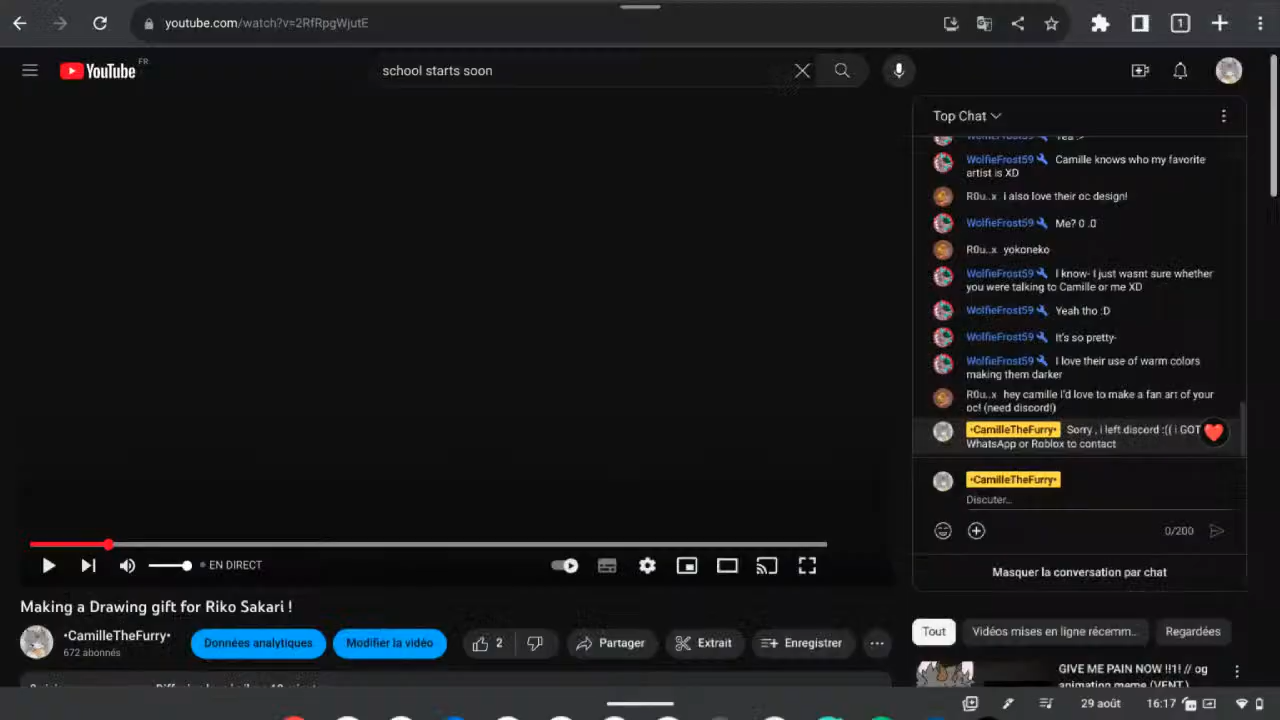 youtube.com/watch?v=2RfRpgWjutE
1
YouTube FR
school starts soon
Top Chat
WolfieFrost59 Yea :>
WolfieFrost59 Camille knows who my favorite
artist is XD
R0u..x i also love their oc design!
WolfieFrost59 Me? 0 .0
R0u..x yokoneko
WolfieFrost59 I know- I just wasnt sure whether
you were talking to Camille or me XD
WolfieFrost59 Yeah tho :D
WolfieFrost59 It's so pretty-
WolfieFrost59 I love their use of warm colors
making them darker
R0u..x hey camille i'd love to make a fan art of your
oc! (need discord!)
•CamilleTheFurry• Sorry , i left discord :(( i GOT
WhatsApp or Roblox to contact
•CamilleTheFurry•
Discuter...
0/200
Masquer la conversation par chat
EN DIRECT
Making a Drawing gift for Riko Sakari !
•CamilleTheFurry•
672 abonnés
Données analytiques
Modifier la vidéo
2
Partager
Extrait
Enregistrer
Tout
Vidéos mises en ligne récemm...
Regardées
GIVE ME PAIN NOW !!1! // og
animation meme (VENT )
29 août
16:17